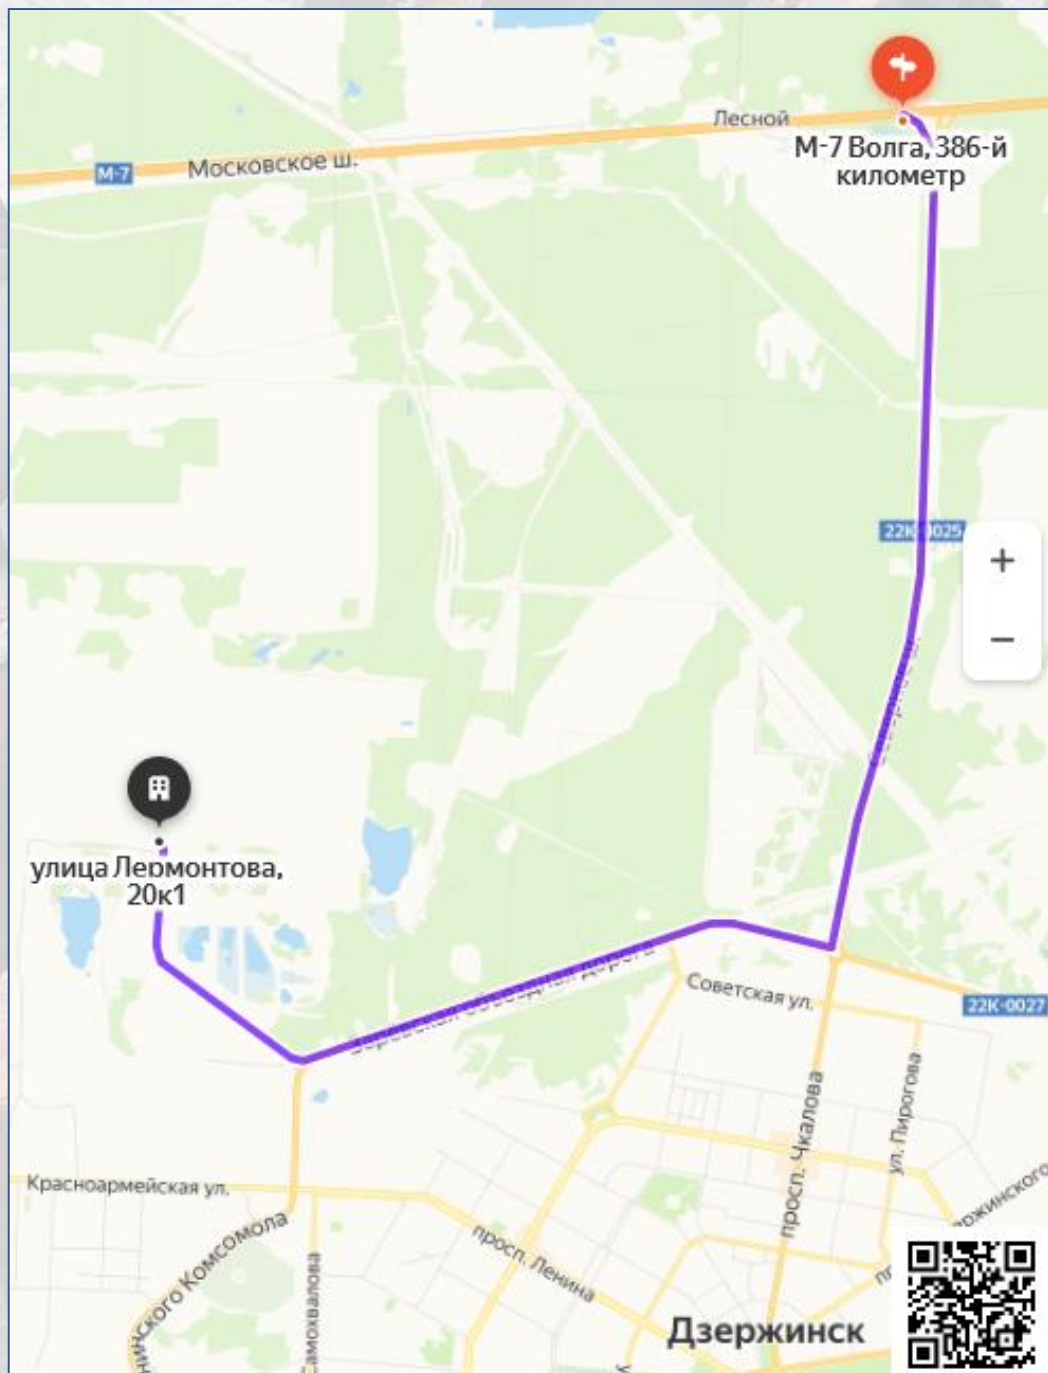 Лесной
М-7 Волга, 386-й
километр
М-7
Московское ш.
22К-0025
+
−
улица Лермонтова,
20к1
Советская ул.
22К-0027
ул. Пирогова
просп. Чкалова
Красноармейская ул.
просп. Ленина
Дзержинск